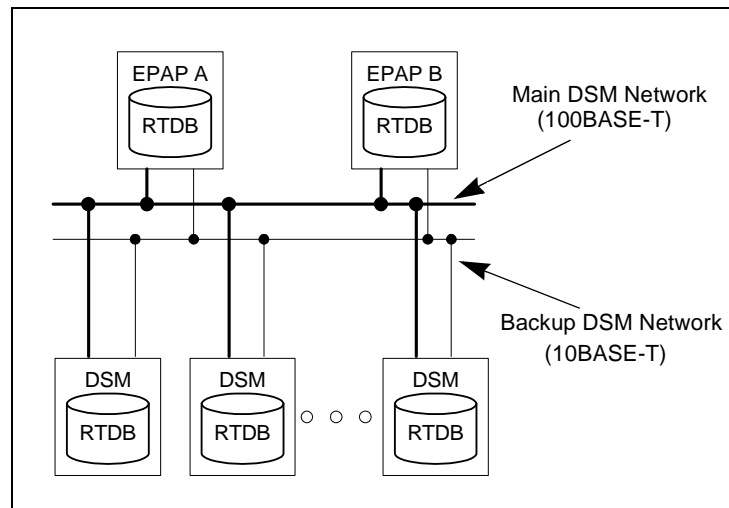 EPAP A
RTDB
EPAP B
RTDB
Main DSM Network
(100BASE-T)
Backup DSM Network
(10BASE-T)
DSM
RTDB
DSM
RTDB
DSM
RTDB